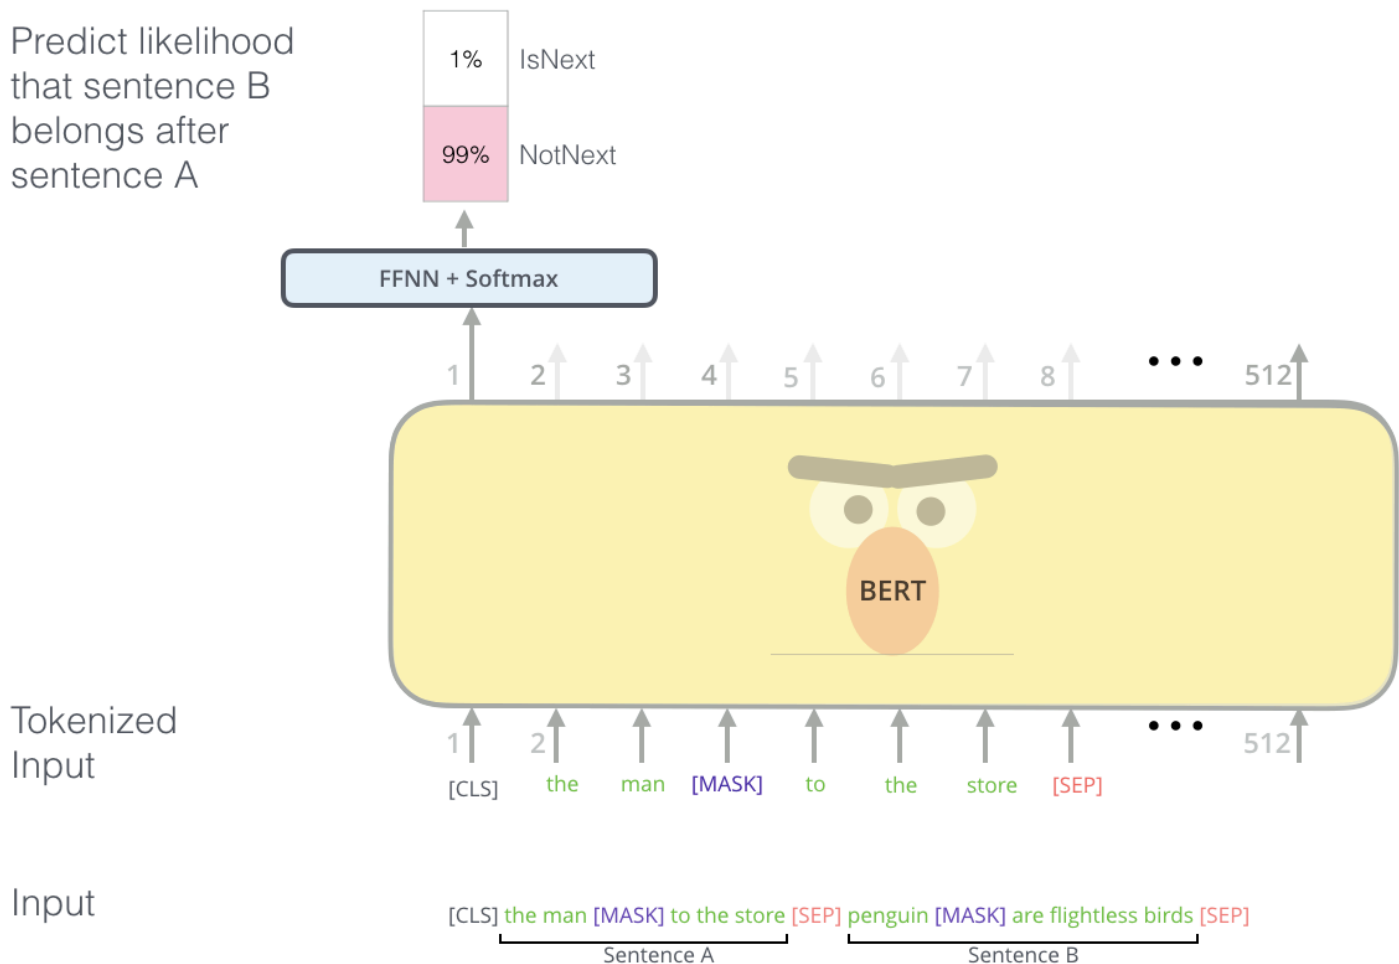 Predict likelihood
that sentence B
belongs after
sentence A
1% IsNext
99% NotNext
FFNN + Softmax
1 2 3 4 5 6 7 8 ••• 512
BERT
Tokenized
Input
1 2 ••• 512
[CLS] the man [MASK] to the store [SEP]
Input
[CLS] the man [MASK] to the store [SEP] penguin [MASK] are flightless birds [SEP]
Sentence A Sentence B